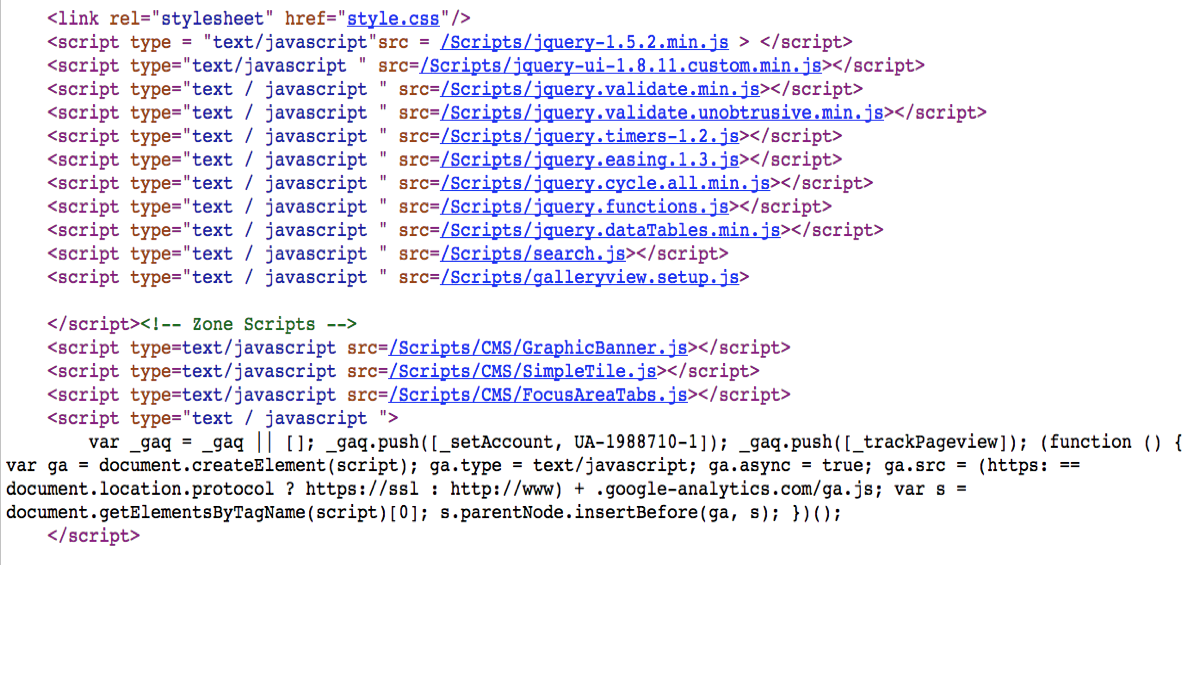 <link rel="stylesheet" href="style.css"/>
<script type = "text/javascript"src = /Scripts/jquery-1.5.2.min.js > </script>
<script type="text/javascript " src=/Scripts/jquery-ui-1.8.11.custom.min.js></script>
<script type="text / javascript " src=/Scripts/jquery.validate.min.js></script>
<script type="text / javascript " src=/Scripts/jquery.validate.unobtrusive.min.js></script>
<script type="text / javascript " src=/Scripts/jquery.timers-1.2.js></script>
<script type="text / javascript " src=/Scripts/jquery.easing.1.3.js></script>
<script type="text / javascript " src=/Scripts/jquery.cycle.all.min.js></script>
<script type="text / javascript " src=/Scripts/jquery.functions.js></script>
<script type="text / javascript " src=/Scripts/jquery.dataTables.min.js></script>
<script type="text / javascript " src=/Scripts/search.js></script>
<script type="text / javascript " src=/Scripts/galleryview.setup.js>
</script><!-- Zone Scripts -->
<script type=text/javascript src=/Scripts/CMS/GraphicBanner.js></script>
<script type=text/javascript src=/Scripts/CMS/SimpleTile.js></script>
<script type=text/javascript src=/Scripts/CMS/FocusAreaTabs.js></script>
<script type="text / javascript ">
var _gaq = _gaq || []; _gaq.push([_setAccount, UA-1988710-1]); _gaq.push([_trackPageview]); (function () {
var ga = document.createElement(script); ga.type = text/javascript; ga.async = true; ga.src = (https: ==
document.location.protocol ? https://ssl : http://www) + .google-analytics.com/ga.js; var s =
document.getElementsByTagName(script)[0]; s.parentNode.insertBefore(ga, s); })();
</script>